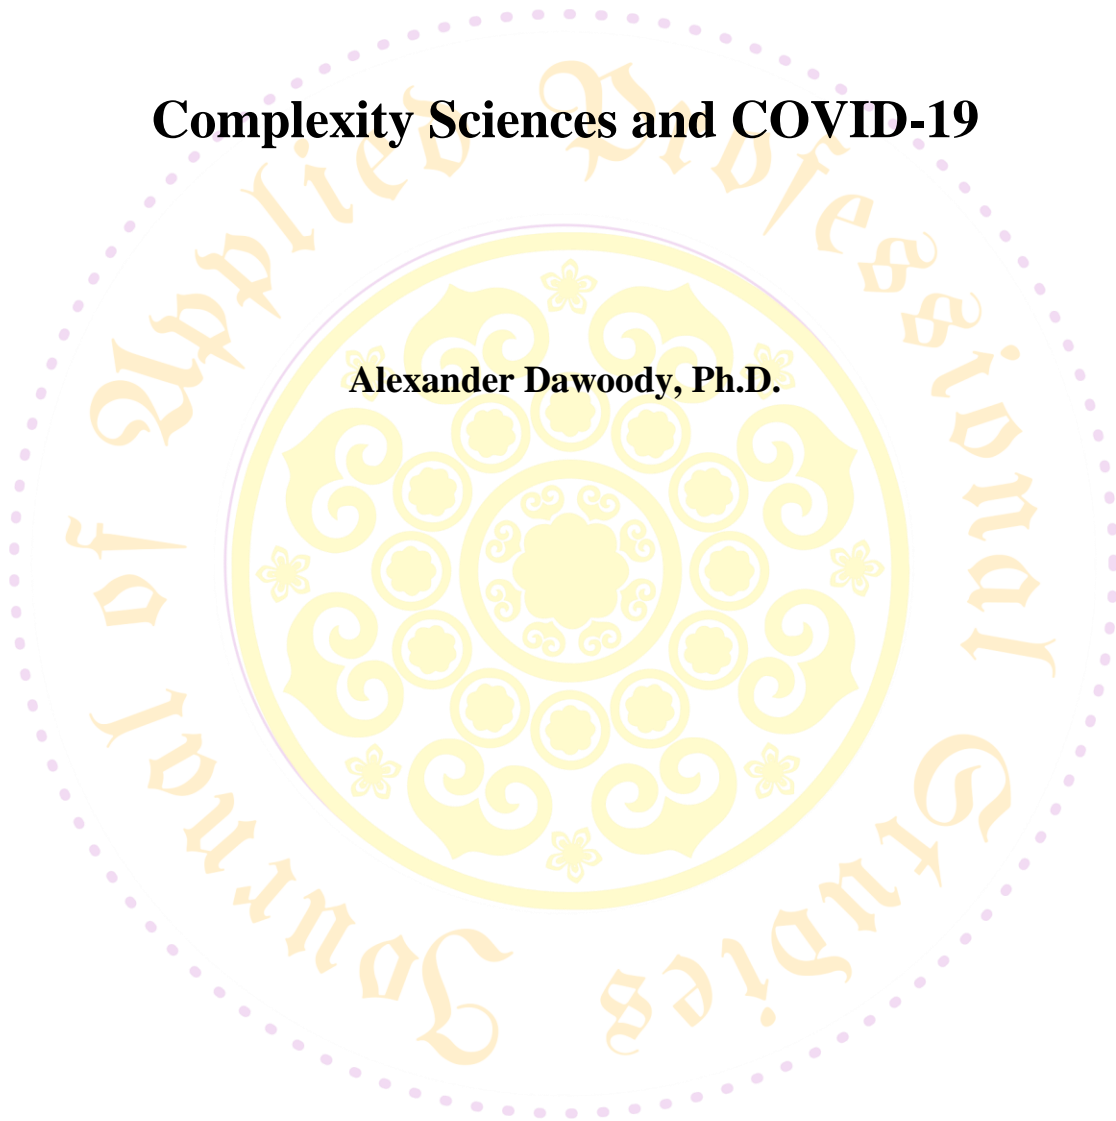 Complexity Sciences and COVID-19
Alexander Dawoody, Ph.D.
Journal of Applied Professional Studies